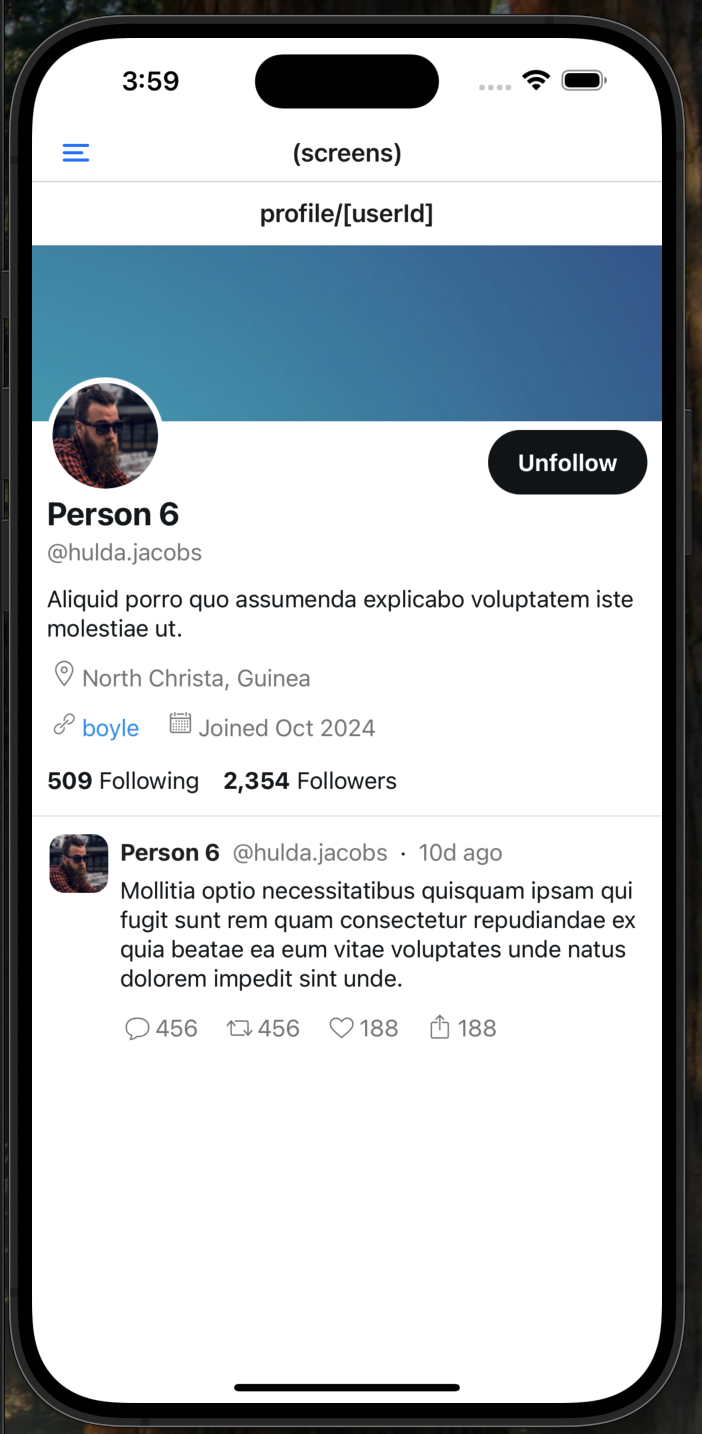 3:59
(screens)
profile/[userId]
Unfollow
Person 6
@hulda.jacobs
Aliquid porro quo assumenda explicabo voluptatem iste
molestiae ut.
North Christa, Guinea
boyle Joined Oct 2024
509 Following 2,354 Followers
Person 6 @hulda.jacobs · 10d ago
Mollitia optio necessitatibus quisquam ipsam qui
fugit sunt rem quam consectetur repudiandae ex
quia beatae ea eum vitae voluptates unde natus
dolorem impedit sint unde.
456 456 188 188